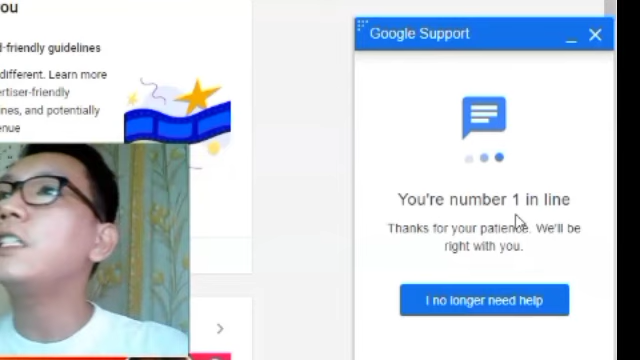 ou
d-friendly guidelines
different. Learn more
ertiser-friendly
ines, and potentially
enue
Google Support
You're number 1 in line
Thanks for your patience. We'll be
right with you.
I no longer need help